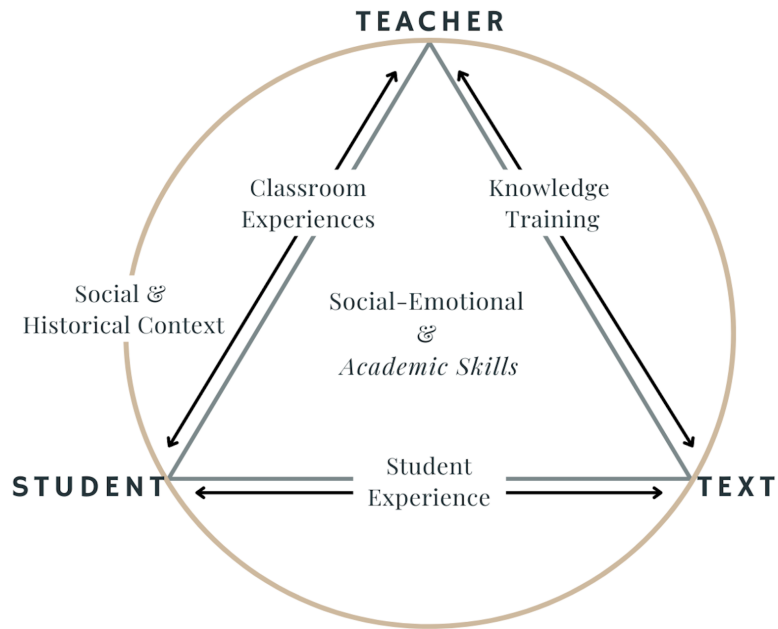 TEACHER
Classroom
Experiences
Knowledge
Training
Social &
Historical Context
Social-Emotional
&
Academic Skills
Student
Experience
STUDENT
TEXT